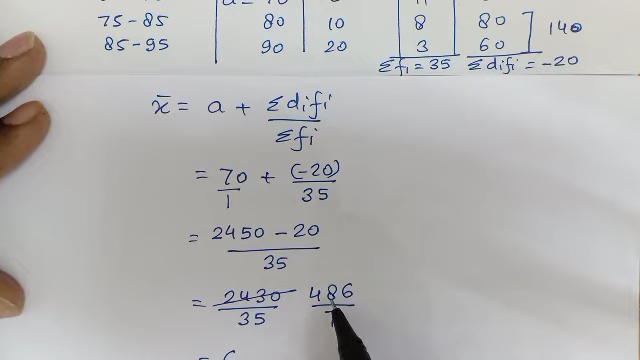 a = 70
75-85 80 10 8 80
140
85-95 90 20 3 60
Σfi = 35 Σdifi = -20
x̄ = a + Σdifi / Σfi
= 70/1 + (-20)/35
= 2450 - 20 / 35
= 2430/35 486
=